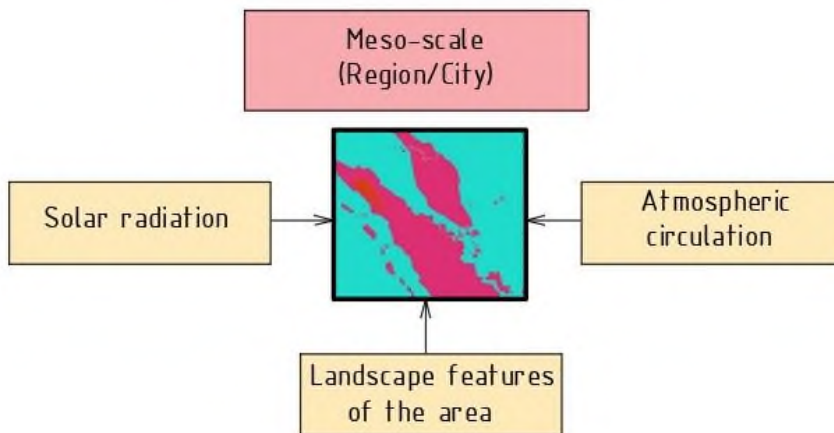 Meso-scale
(Region/City)
Solar radiation
Atmospheric
circulation
Landscape features
of the area